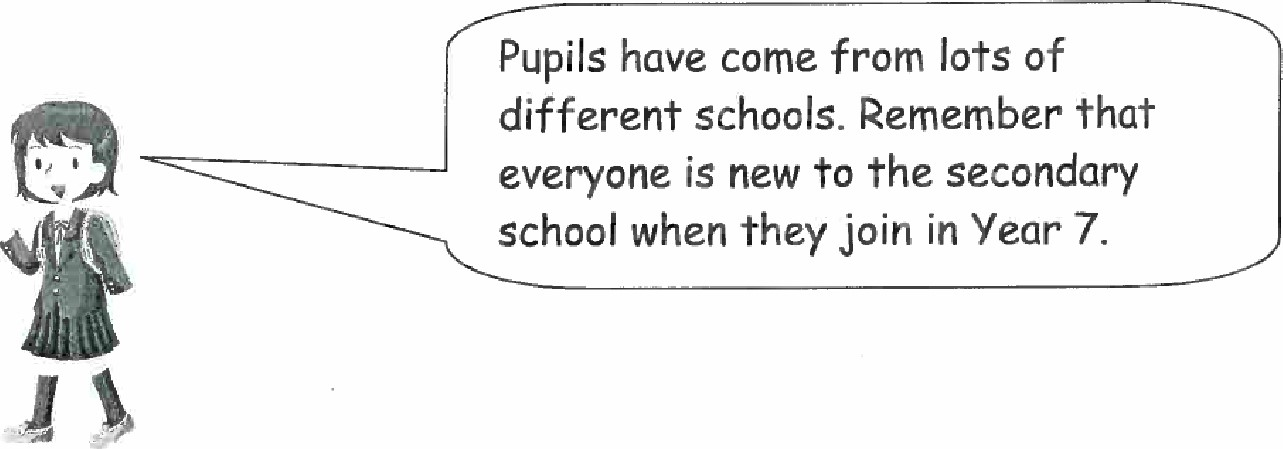 Pupils have come from lots of
different schools. Remember that
everyone is new to the secondary
school when they join in Year 7.